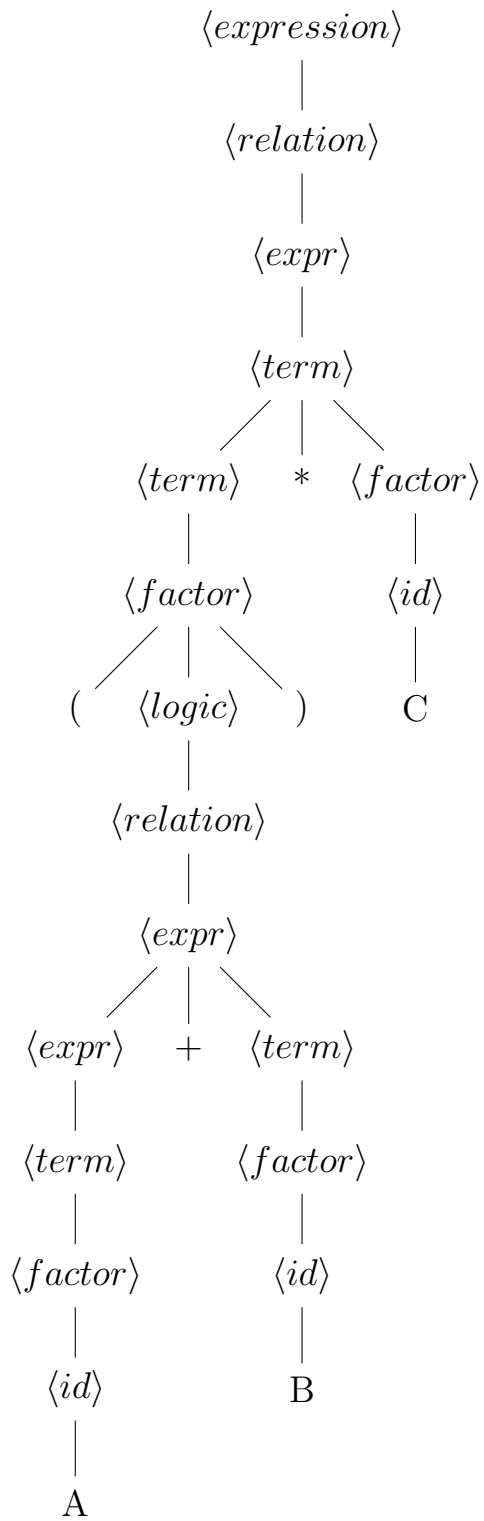 ⟨expression⟩
⟨relation⟩
⟨expr⟩
⟨term⟩
⟨term⟩ * ⟨factor⟩
⟨factor⟩ ⟨id⟩
( ⟨logic⟩ ) C
⟨relation⟩
⟨expr⟩
⟨expr⟩ + ⟨term⟩
⟨term⟩ ⟨factor⟩
⟨factor⟩ ⟨id⟩
⟨id⟩ B
A